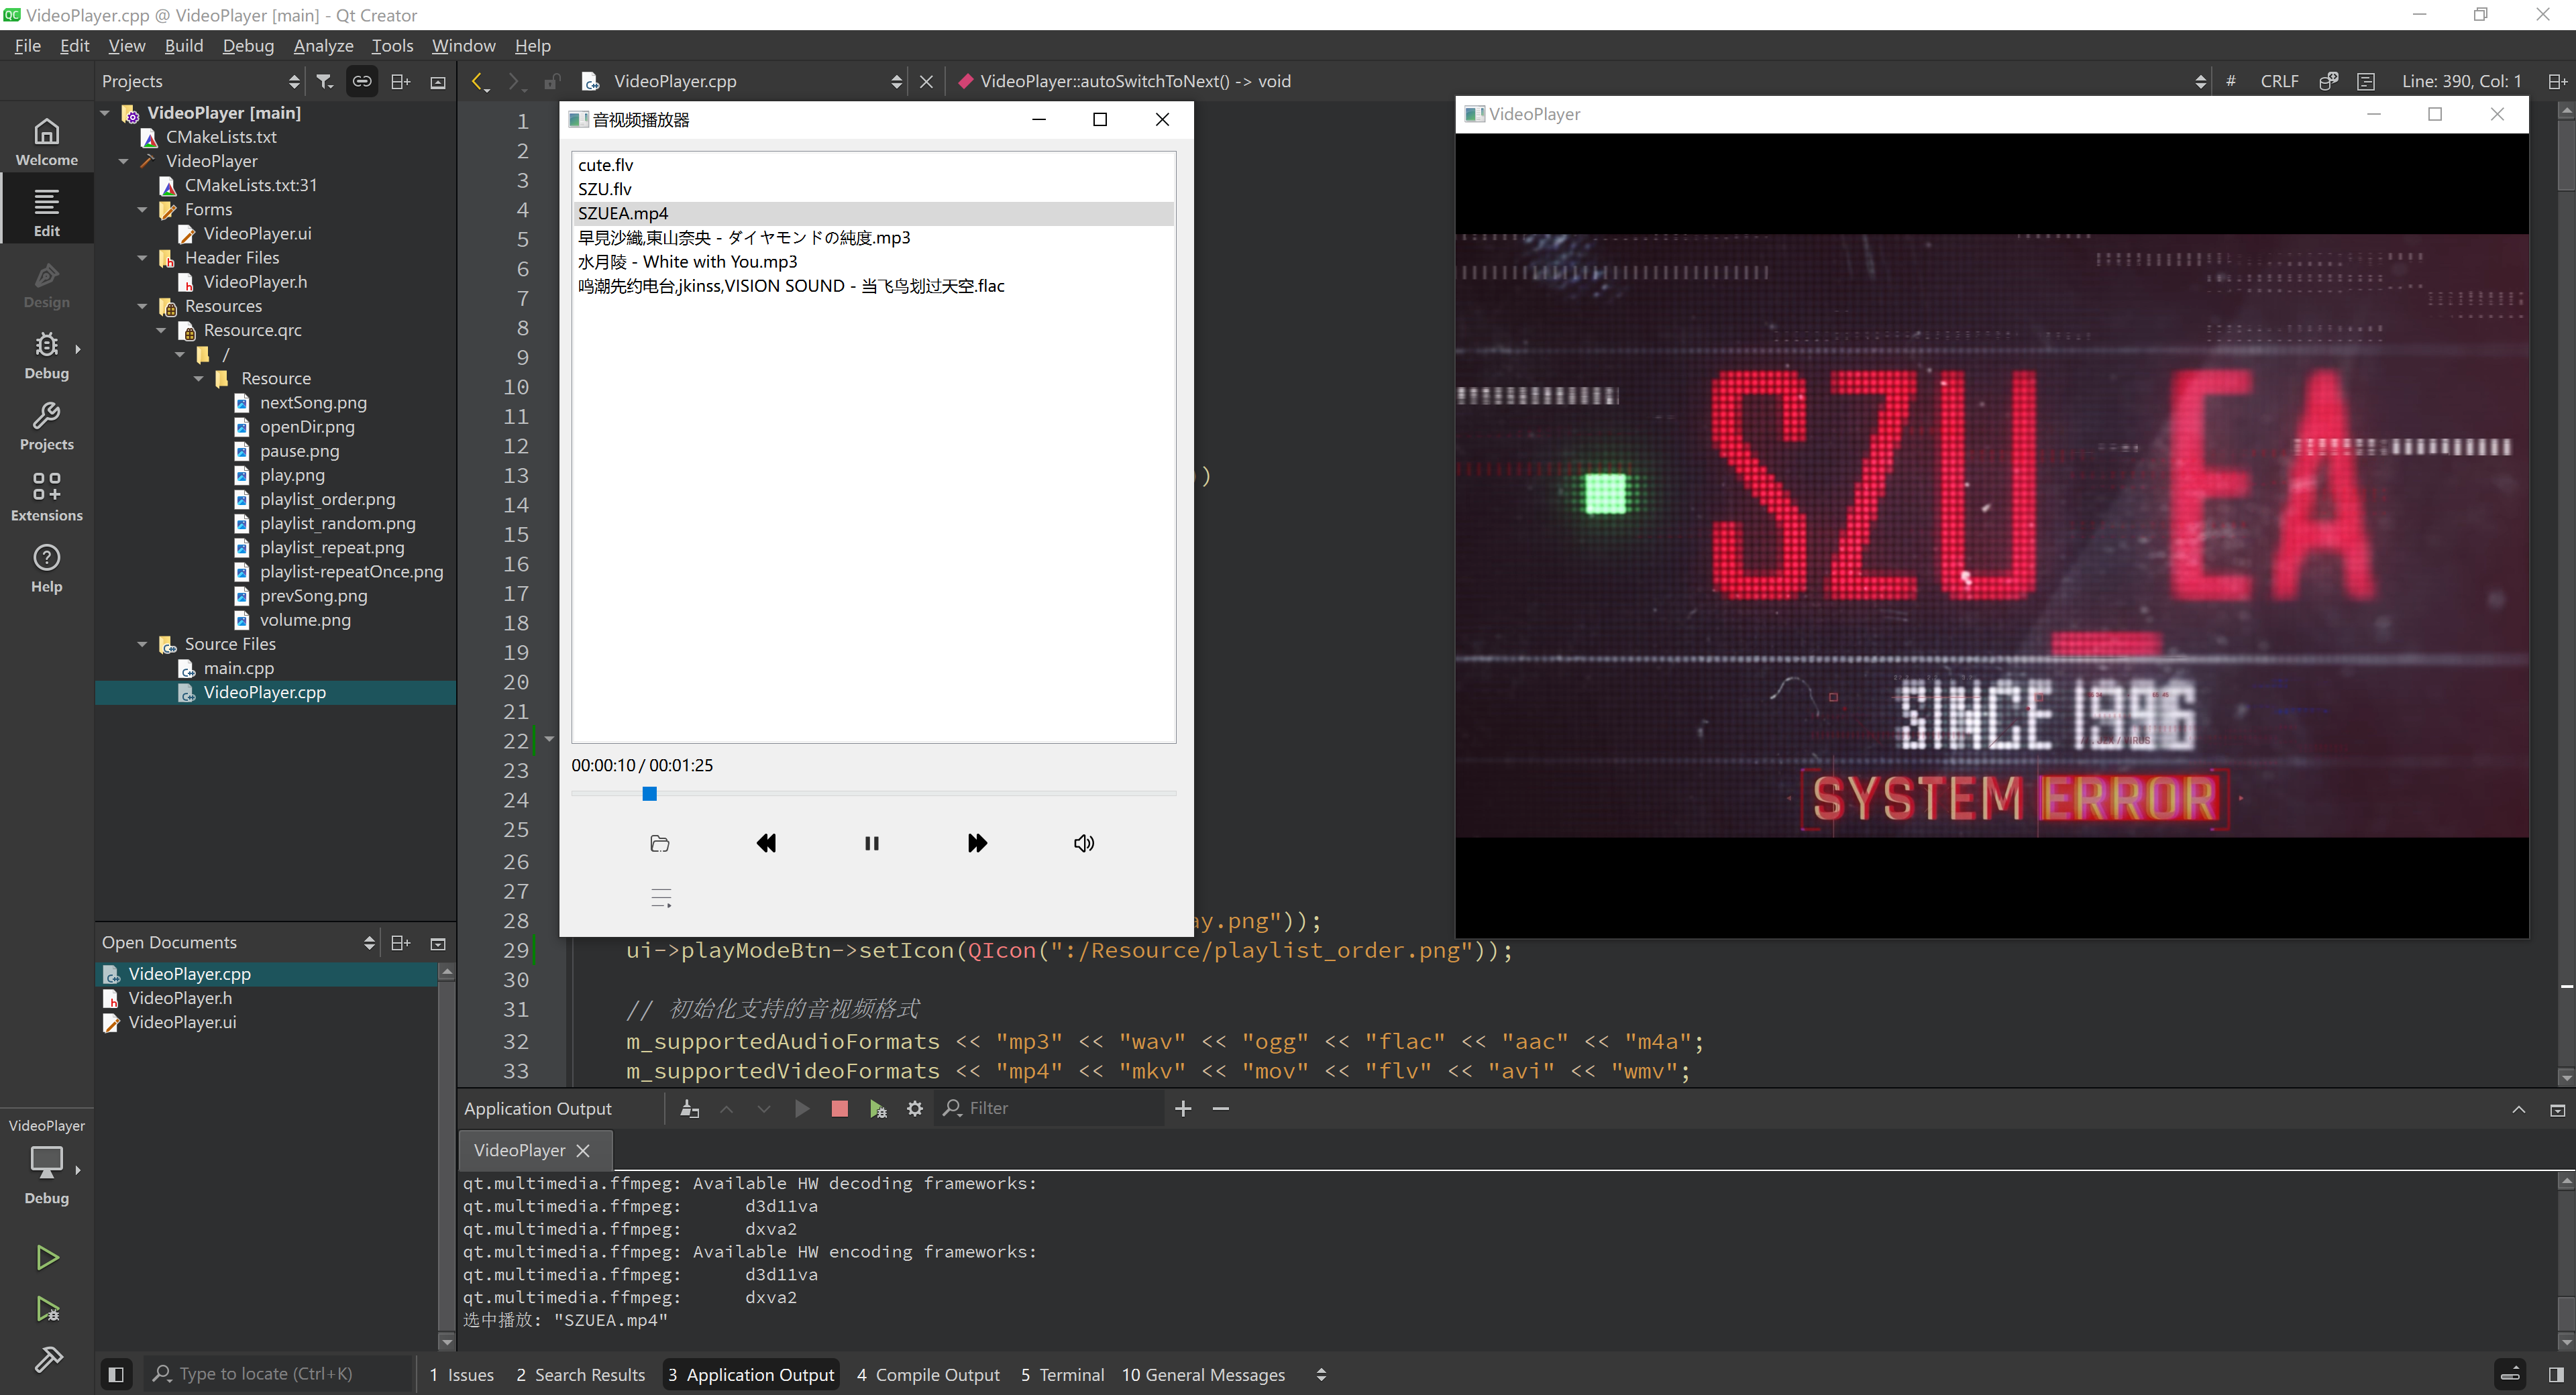 VideoPlayer.cpp @ VideoPlayer [main] - Qt Creator
File Edit View Build Debug Analyze Tools Window Help
Projects
VideoPlayer.cpp
VideoPlayer::autoSwitchToNext() -> void
# CRLF Line: 390, Col: 1
Welcome
Edit
Design
Debug
Projects
Extensions
Help
VideoPlayer [main]
CMakeLists.txt
VideoPlayer
CMakeLists.txt:31
Forms
VideoPlayer.ui
Header Files
VideoPlayer.h
Resources
Resource.qrc
/
Resource
nextSong.png
openDir.png
pause.png
play.png
playlist_order.png
playlist_random.png
playlist_repeat.png
playlist-repeatOnce.png
prevSong.png
volume.png
Source Files
main.cpp
VideoPlayer.cpp
Open Documents
VideoPlayer.cpp
VideoPlayer.h
VideoPlayer.ui
VideoPlayer
Debug
1
2
3
4
5
6
7
8
9
10
11
12
13 )
14
15
16
17
18
19
20
21
22
23
24
25
26
27
28 ay.png"));
29 ui->playModeBtn->setIcon(QIcon(":/Resource/playlist_order.png"));
30
31 // 初始化支持的音视频格式
32 m_supportedAudioFormats << "mp3" << "wav" << "ogg" << "flac" << "aac" << "m4a";
33 m_supportedVideoFormats << "mp4" << "mkv" << "mov" << "flv" << "avi" << "wmv";
音视频播放器
cute.flv
SZU.flv
SZUEA.mp4
早見沙織,東山奈央 - ダイヤモンドの純度.mp3
水月陵 - White with You.mp3
鸣潮先约电台,jkinss,VISION SOUND - 当飞鸟划过天空.flac
00:00:10 / 00:01:25
VideoPlayer
SZU EA
SINCE 1996
SYSTEM ERROR
Application Output
Filter
VideoPlayer
qt.multimedia.ffmpeg: Available HW decoding frameworks:
qt.multimedia.ffmpeg: d3d11va
qt.multimedia.ffmpeg: dxva2
qt.multimedia.ffmpeg: Available HW encoding frameworks:
qt.multimedia.ffmpeg: d3d11va
qt.multimedia.ffmpeg: dxva2
选中播放: "SZUEA.mp4"
Type to locate (Ctrl+K)
1 Issues 2 Search Results 3 Application Output 4 Compile Output 5 Terminal 10 General Messages